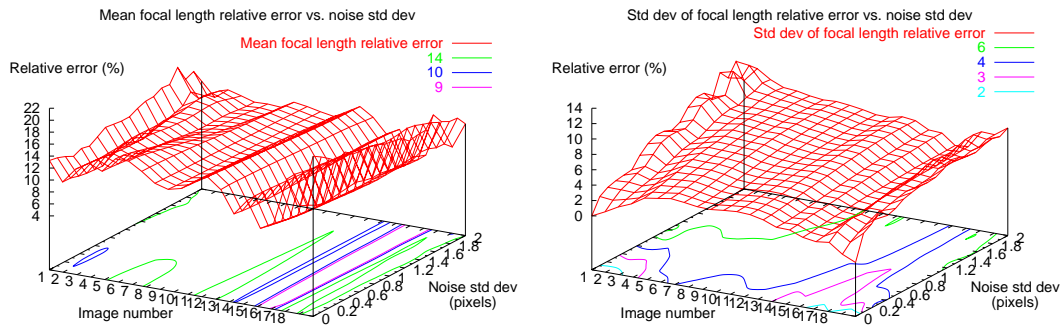 Mean focal length relative error vs. noise std dev
Mean focal length relative error
14
10
9
Relative error (%)
22
20
18
16
14
12
10
8
6
4
1 2 3 4 5 6 7 8 9 10 11 12 13 14 15 16 17 18
Image number
0 0.2 0.4 0.6 0.8 1 1.2 1.4 1.6 1.8 2
Noise std dev
(pixels)
Std dev of focal length relative error vs. noise std dev
Std dev of focal length relative error
6
4
3
2
Relative error (%)
14
12
10
8
6
4
2
0
1 2 3 4 5 6 7 8 9 10 11 12 13 14 15 16 17 18
Image number
0 0.2 0.4 0.6 0.8 1 1.2 1.4 1.6 1.8 2
Noise std dev
(pixels)